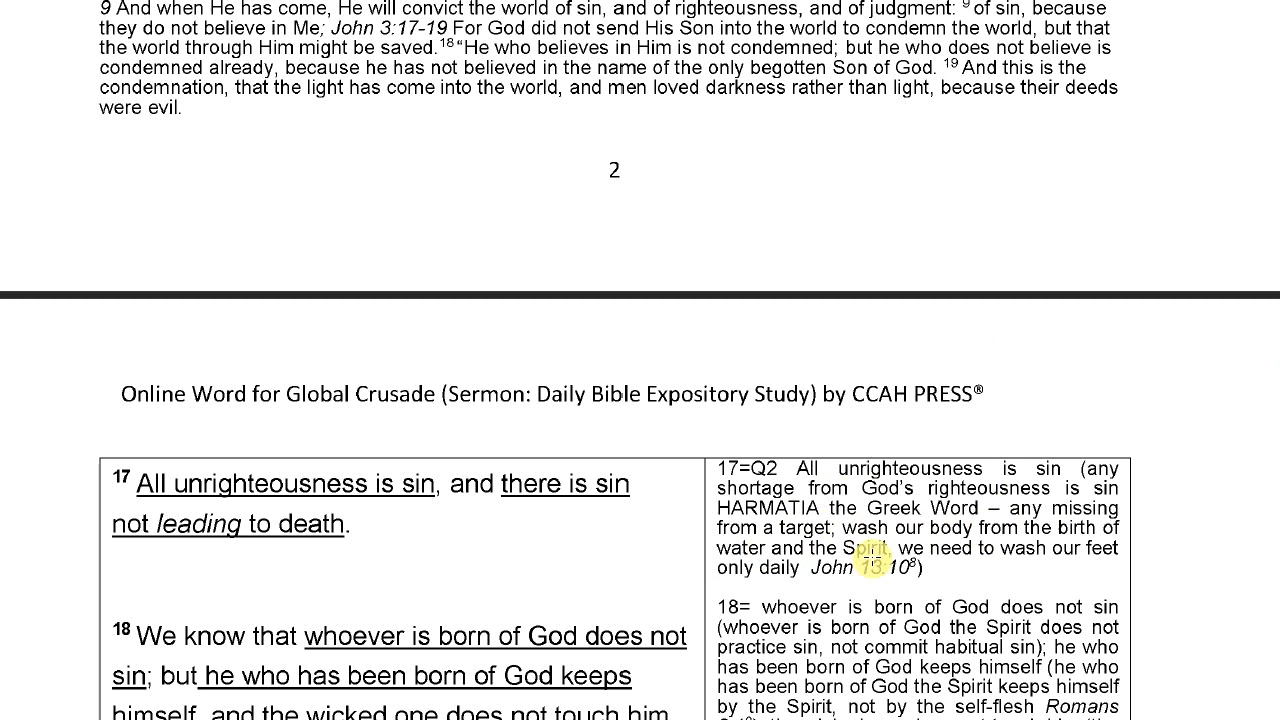 9 And when He has come, He will convict the world of sin, and of righteousness, and of judgment: ⁹ of sin, because
they do not believe in Me; John 3:17-19 For God did not send His Son into the world to condemn the world, but that
the world through Him might be saved.¹⁸ “He who believes in Him is not condemned; but he who does not believe is
condemned already, because he has not believed in the name of the only begotten Son of God. ¹⁹ And this is the
condemnation, that the light has come into the world, and men loved darkness rather than light, because their deeds
were evil.
2
Online Word for Global Crusade (Sermon: Daily Bible Expository Study) by CCAH PRESS®
¹⁷ All unrighteousness is sin, and there is sin
not leading to death.
¹⁸ We know that whoever is born of God does not
sin; but he who has been born of God keeps
himself, and the wicked one does not touch him
17=Q2 All unrighteousness is sin (any
shortage from God’s righteousness is sin
HARMATIA the Greek Word – any missing
from a target; wash our body from the birth of
water and the Spirit, we need to wash our feet
only daily John 13:10⁸)
18= whoever is born of God does not sin
(whoever is born of God the Spirit does not
practice sin, not commit habitual sin); he who
has been born of God keeps himself (he who
has been born of God the Spirit keeps himself
by the Spirit, not by the self-flesh Romans